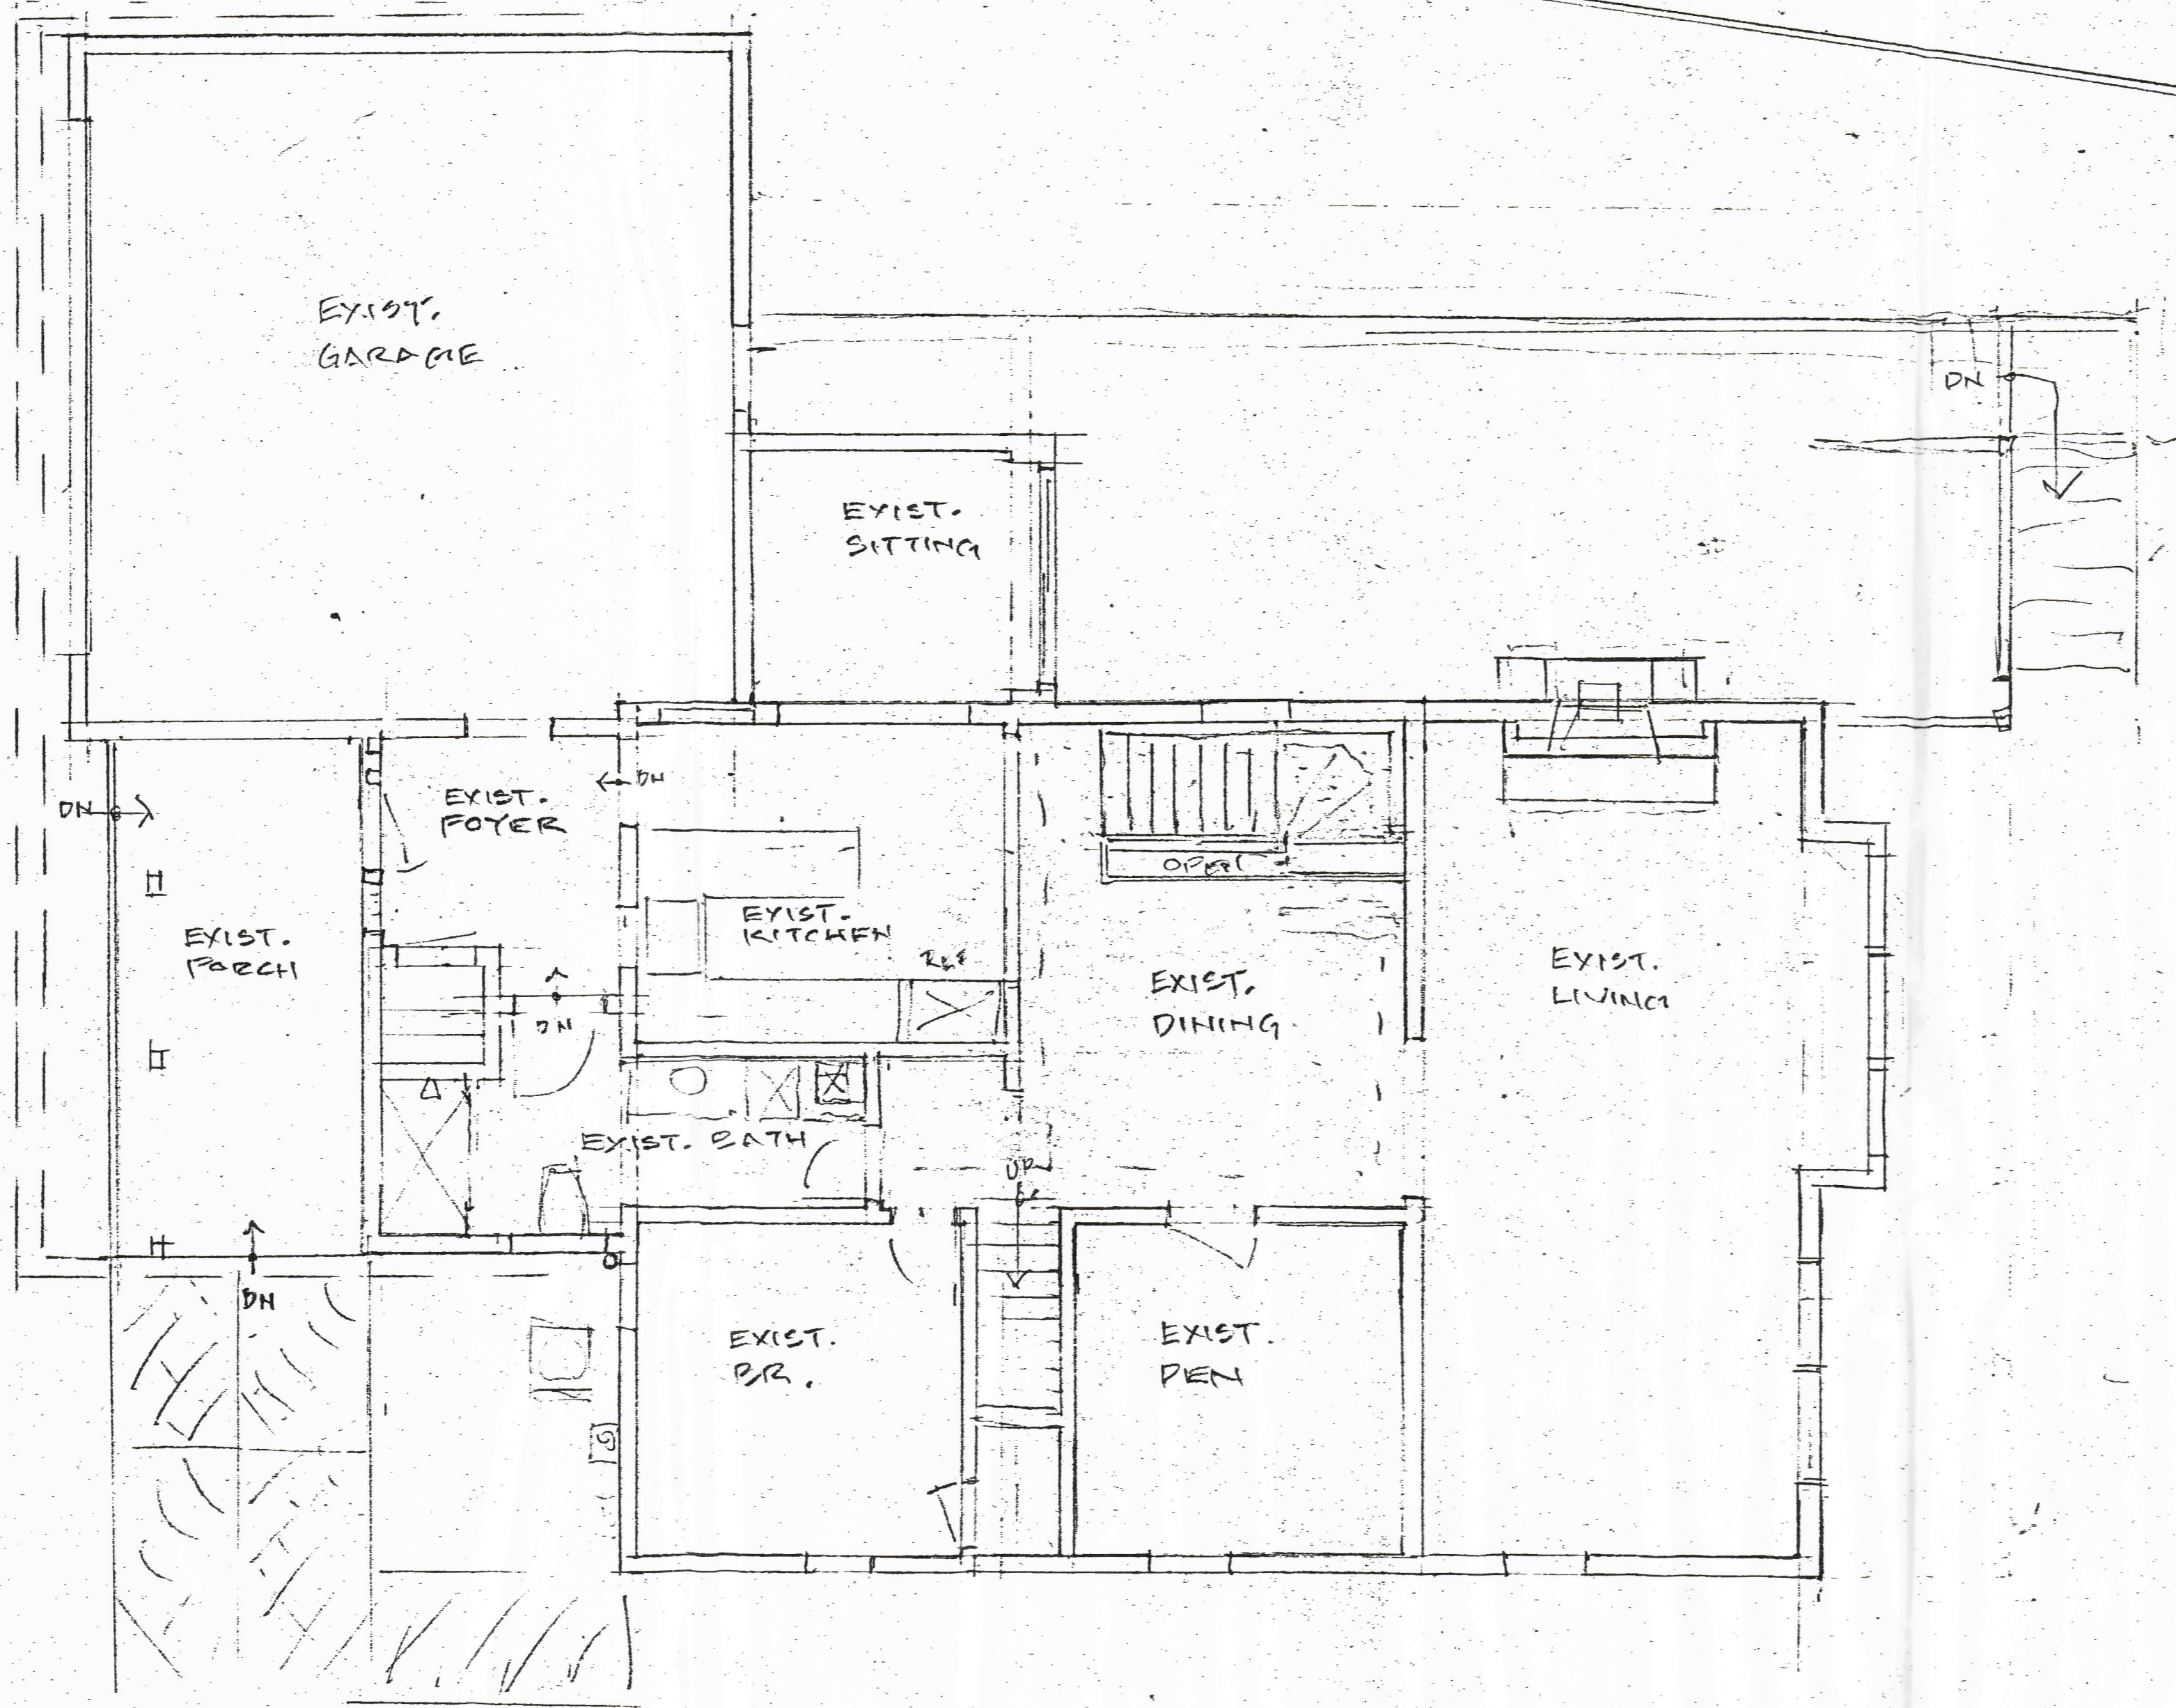 EXIST.
GARAGE
DN
EXIST.
SITTING
DN
DN
EXIST.
FOYER
OPEN
EXIST.
KITCHEN
REF
EXIST.
PORCH
EXIST.
DINING
EXIST.
LIVING
DN
EXIST. BATH
UP
DN
EXIST.
BR.
EXIST.
DEN